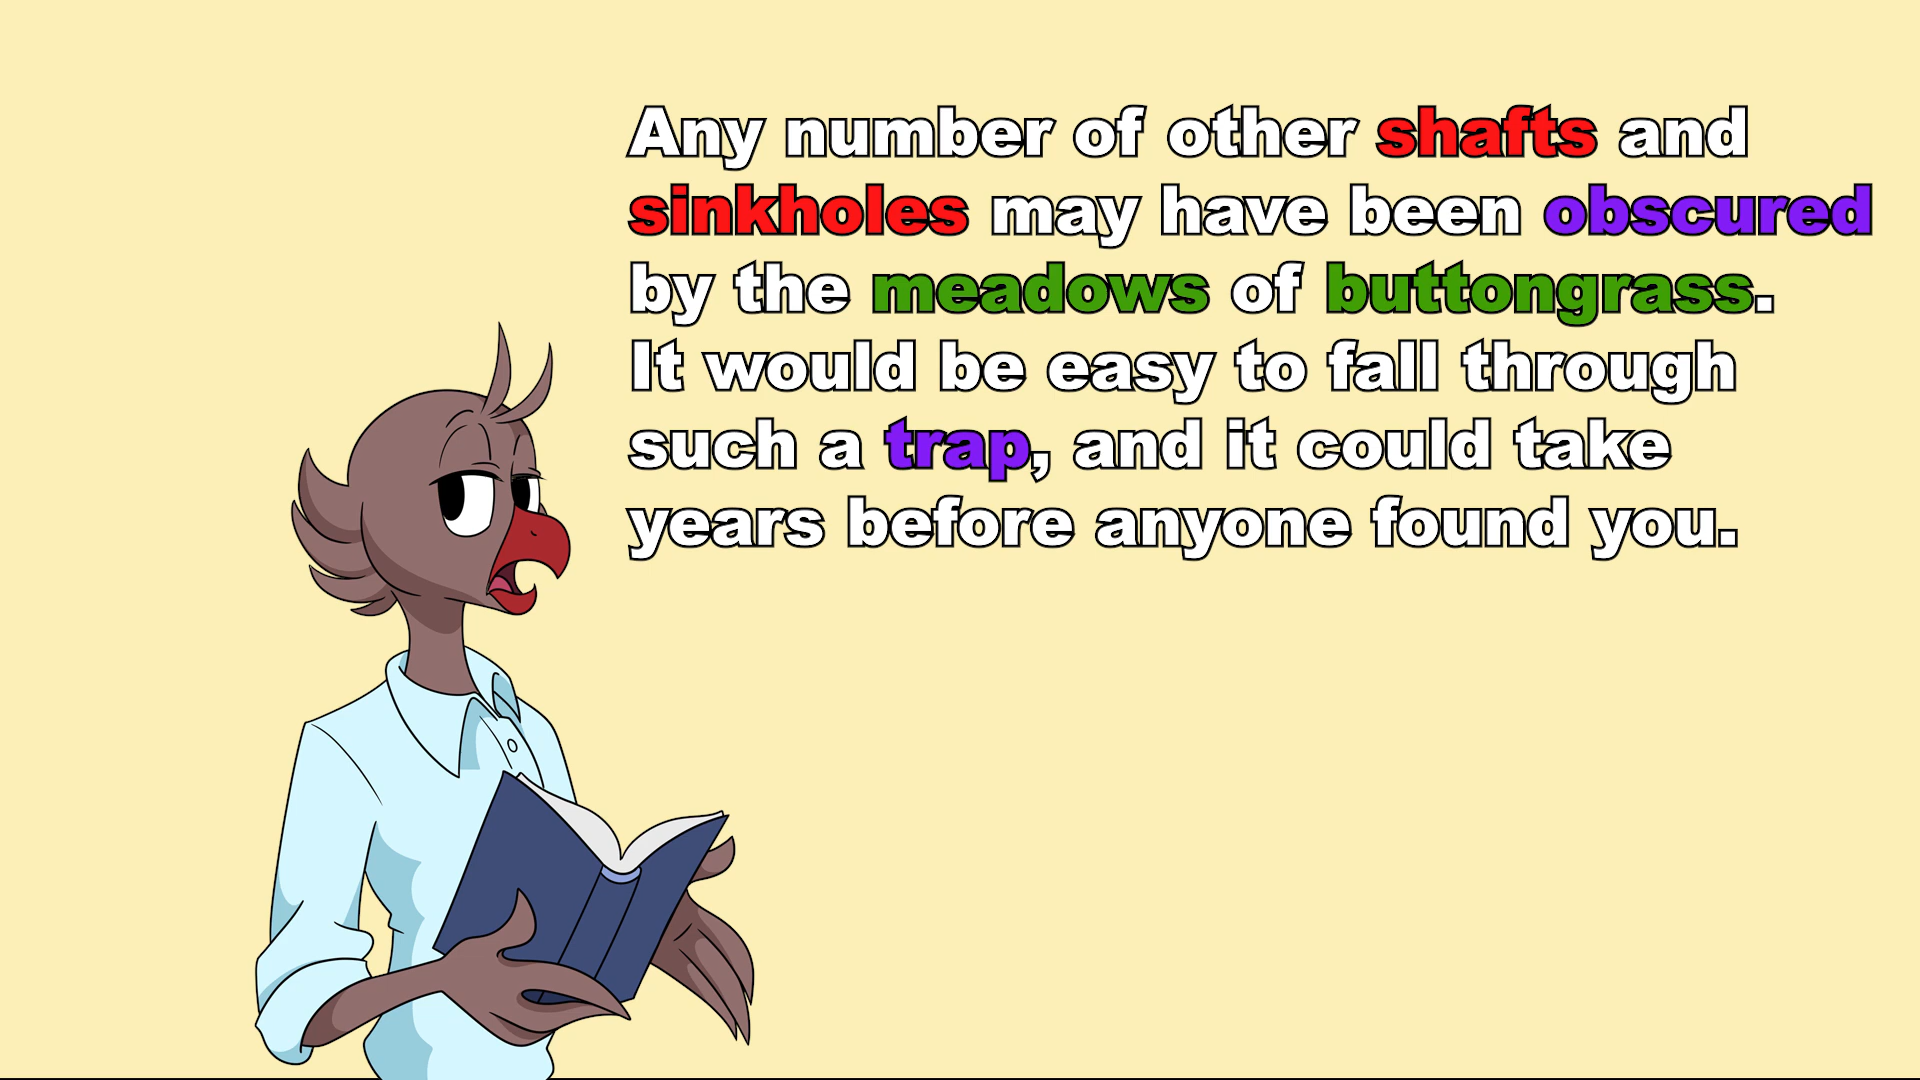 Any number of other shafts and
sinkholes may have been obscured
by the meadows of buttongrass.
It would be easy to fall through
such a trap, and it could take
years before anyone found you.